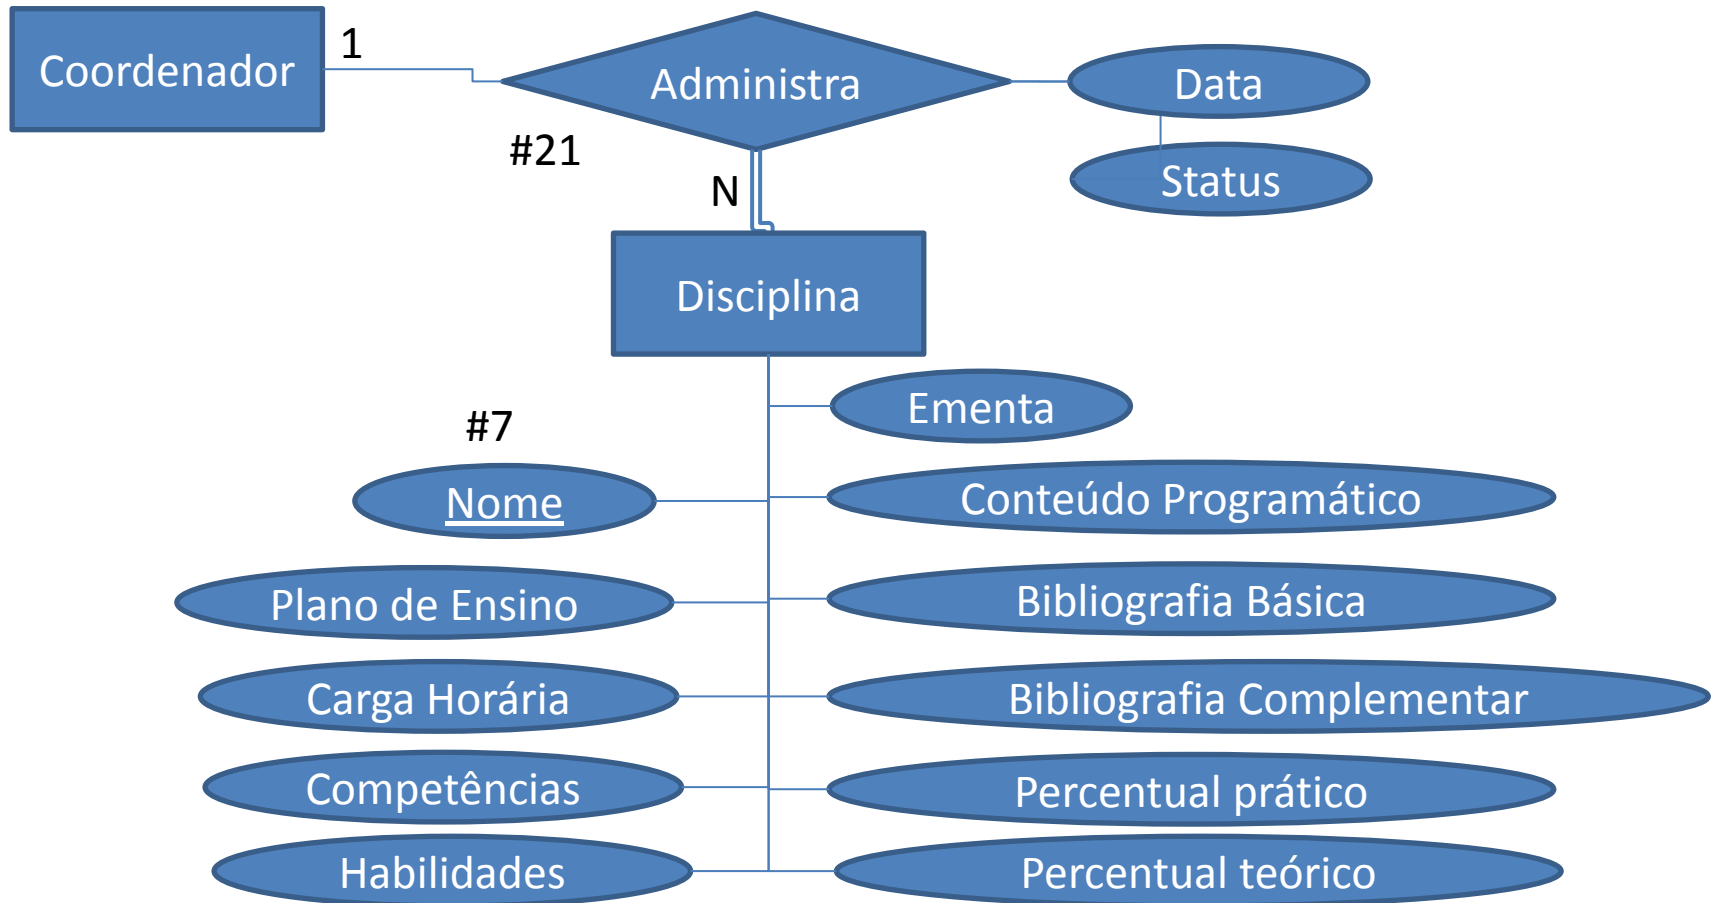 Coordenador
1
Administra
Data
#21
N
Status
Disciplina
Ementa
#7
Nome
Conteúdo Programático
Plano de Ensino
Bibliografia Básica
Carga Horária
Bibliografia Complementar
Competências
Percentual prático
Habilidades
Percentual teórico